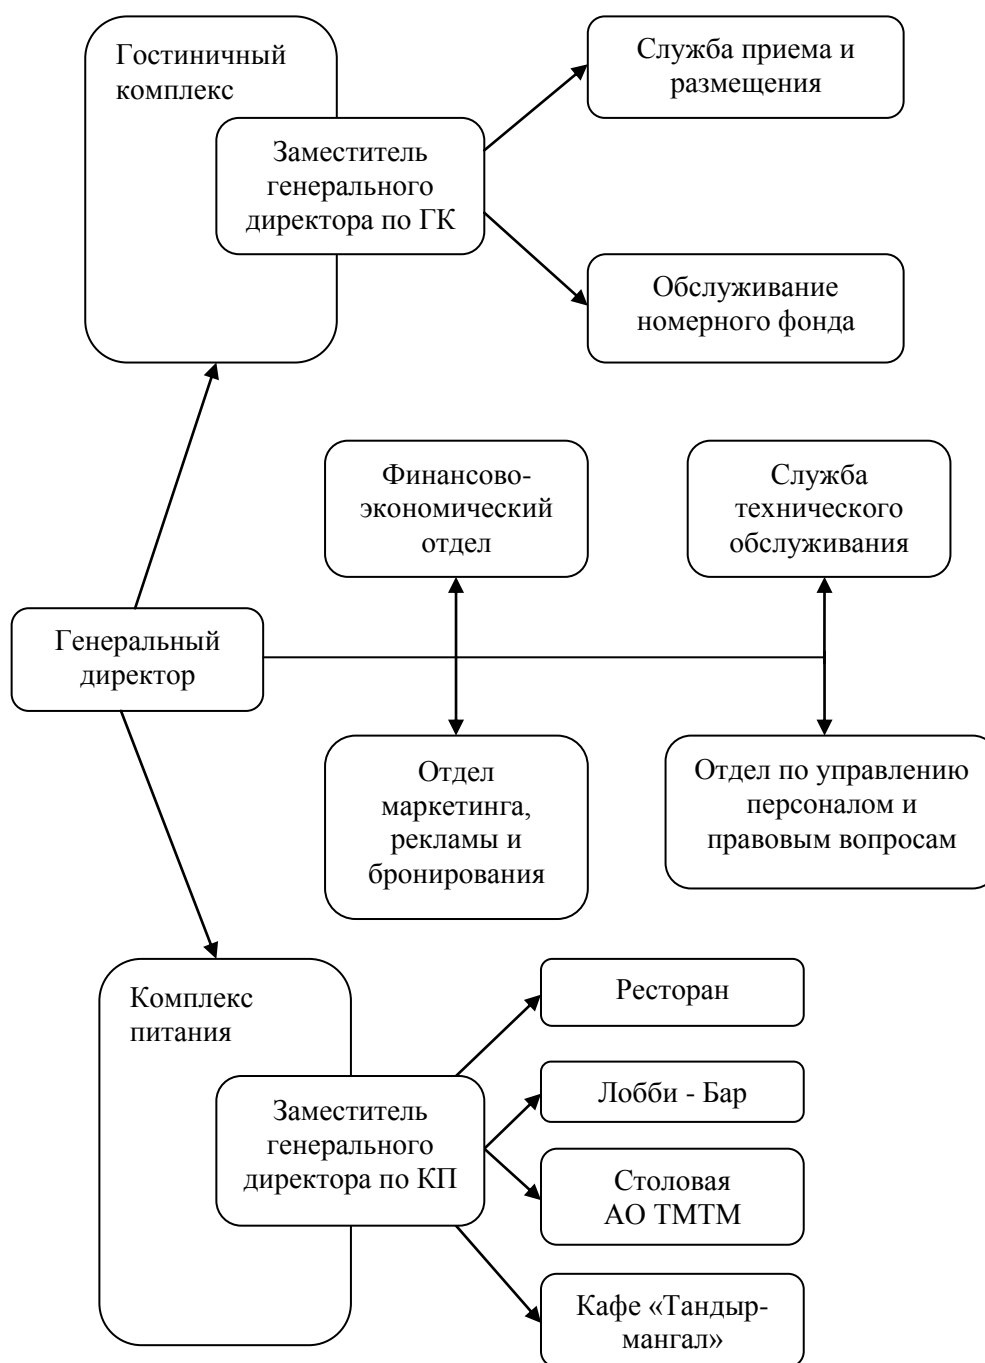 Гостиничный
комплекс
Служба приема и
размещения
Заместитель
генерального
директора по ГК
Обслуживание
номерного фонда
Финансово-
экономический
отдел
Служба
технического
обслуживания
Генеральный
директор
Отдел
маркетинга,
рекламы и
бронирования
Отдел по управлению
персоналом и
правовым вопросам
Комплекс
питания
Ресторан
Заместитель
генерального
директора по КП
Лобби - Бар
Столовая
АО ТМТМ
Кафе «Тандыр-
мангал»